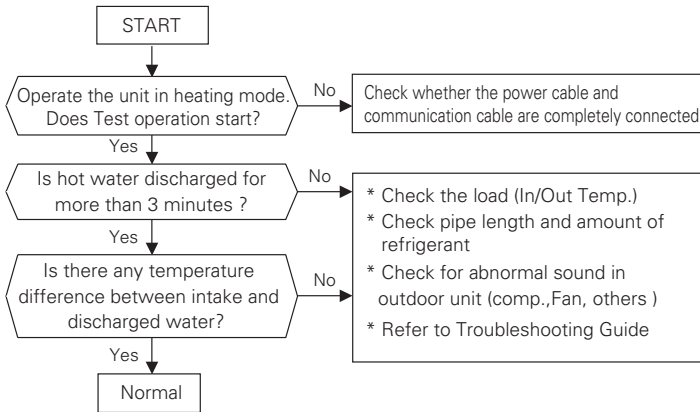 START
Operate the unit in heating mode.
Does Test operation start?
No
Check whether the power cable and
communication cable are completely connected
Yes
Is hot water discharged for
more than 3 minutes ?
No
* Check the load (In/Out Temp.)
* Check pipe length and amount of
refrigerant
* Check for abnormal sound in
outdoor unit (comp.,Fan, others )
* Refer to Troubleshooting Guide
Yes
Is there any temperature
difference between intake and
discharged water?
No
Yes
Normal